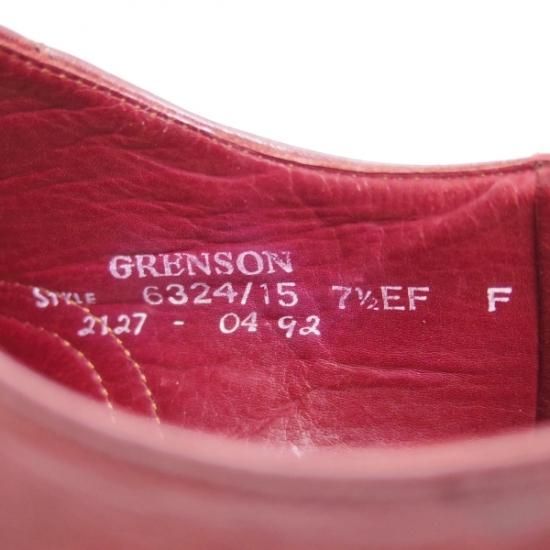 GRENSON
STYLE 6324/15 7½EF F
2127 - 04-92